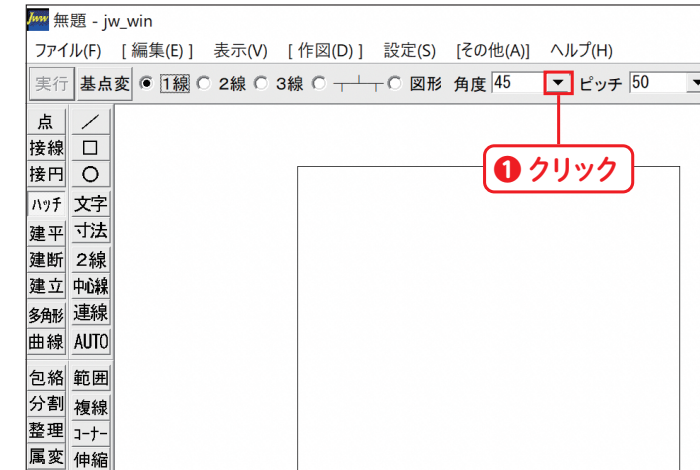 Jww 無題 - jw_win
ファイル(F) [ 編集(E) ] 表示(V) [ 作図(D) ] 設定(S) [その他(A)] ヘルプ(H)
実行 基点変 1線 2線 3線 図形 角度 45 ピッチ 50
❶ クリック
点
接線
接円
ハッチ 文字
建平 寸法
建断 2線
建立 中心線
多角形 連線
曲線 AUTO
包絡 範囲
分割 複線
整理 コーナー
属変 伸縮